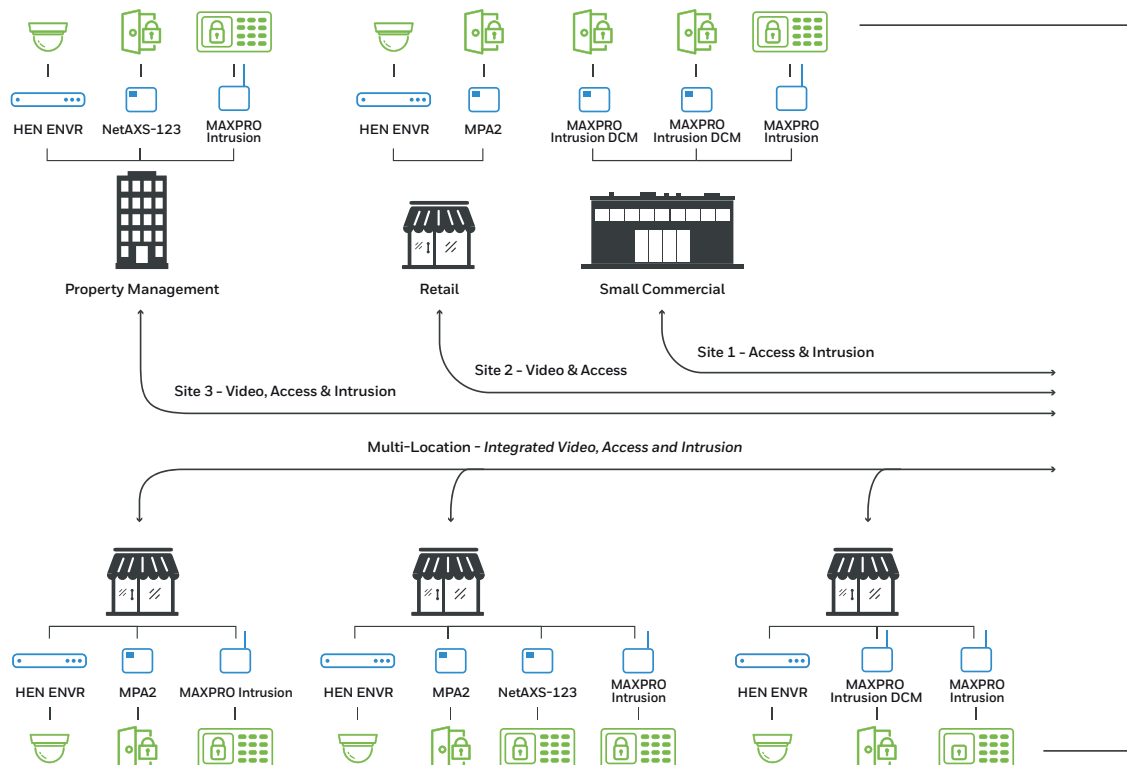 HEN ENVR
NetAXS-123
MAXPRO
Intrusion
HEN ENVR
MPA2
MAXPRO
Intrusion DCM
MAXPRO
Intrusion DCM
MAXPRO
Intrusion
Property Management
Retail
Small Commercial
Site 1 - Access & Intrusion
Site 2 - Video & Access
Site 3 - Video, Access & Intrusion
Multi-Location - Integrated Video, Access and Intrusion
HEN ENVR
MPA2
MAXPRO Intrusion
HEN ENVR
MPA2
NetAXS-123
MAXPRO
Intrusion
HEN ENVR
MAXPRO
Intrusion DCM
MAXPRO
Intrusion